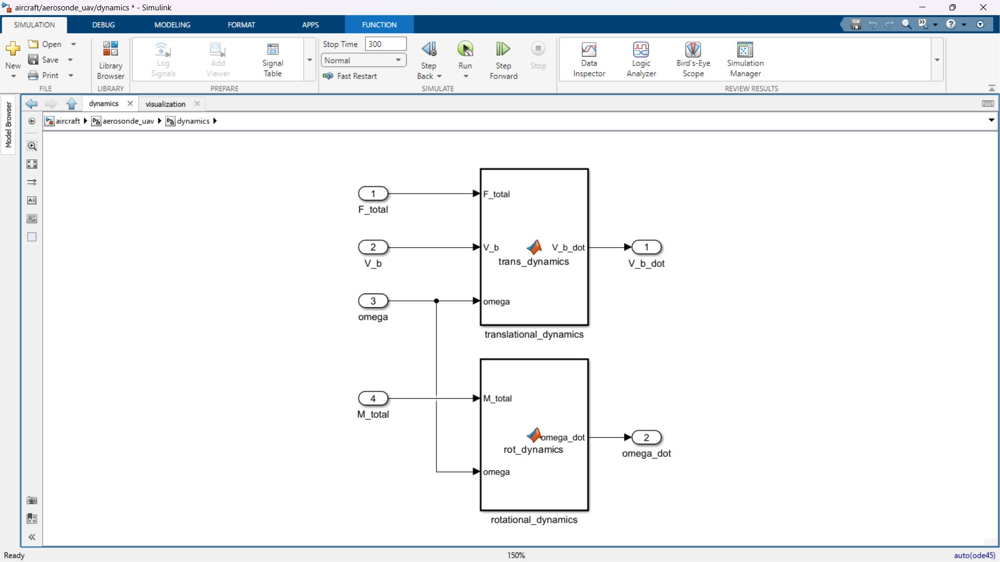 aircraft/aerosonde_uav/dynamics * - Simulink
SIMULATION
DEBUG
MODELING
FORMAT
APPS
FUNCTION
New
Open
Save
Print
FILE
Library
Browser
LIBRARY
Log
Signals
Add
Viewer
Signal
Table
PREPARE
Stop Time
300
Normal
Fast Restart
Step
Back
Run
Step
Forward
Stop
SIMULATE
Data
Inspector
Logic
Analyzer
Bird's-Eye
Scope
Simulation
Manager
REVIEW RESULTS
Model Browser
dynamics
visualization
aircraft
aerosonde_uav
dynamics
1
F_total
F_total
2
V_b
V_b
V_b_dot
trans_dynamics
1
V_b_dot
3
omega
omega
translational_dynamics
4
M_total
M_total
omega_dot
rot_dynamics
2
omega_dot
omega
rotational_dynamics
Ready
150%
auto(ode45)